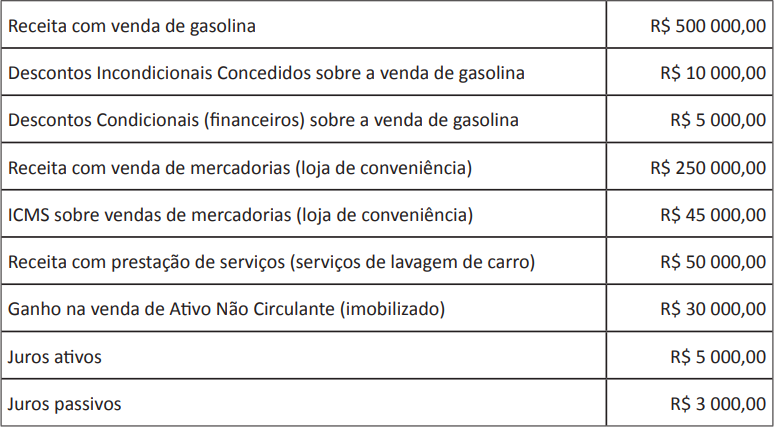 Receita com venda de gasolina R$ 500 000,00
Descontos Incondicionais Concedidos sobre a venda de gasolina R$ 10 000,00
Descontos Condicionais (financeiros) sobre a venda de gasolina R$ 5 000,00
Receita com venda de mercadorias (loja de conveniência) R$ 250 000,00
ICMS sobre vendas de mercadorias (loja de conveniência) R$ 45 000,00
Receita com prestação de serviços (serviços de lavagem de carro) R$ 50 000,00
Ganho na venda de Ativo Não Circulante (imobilizado) R$ 30 000,00
Juros ativos R$ 5 000,00
Juros passivos R$ 3 000,00